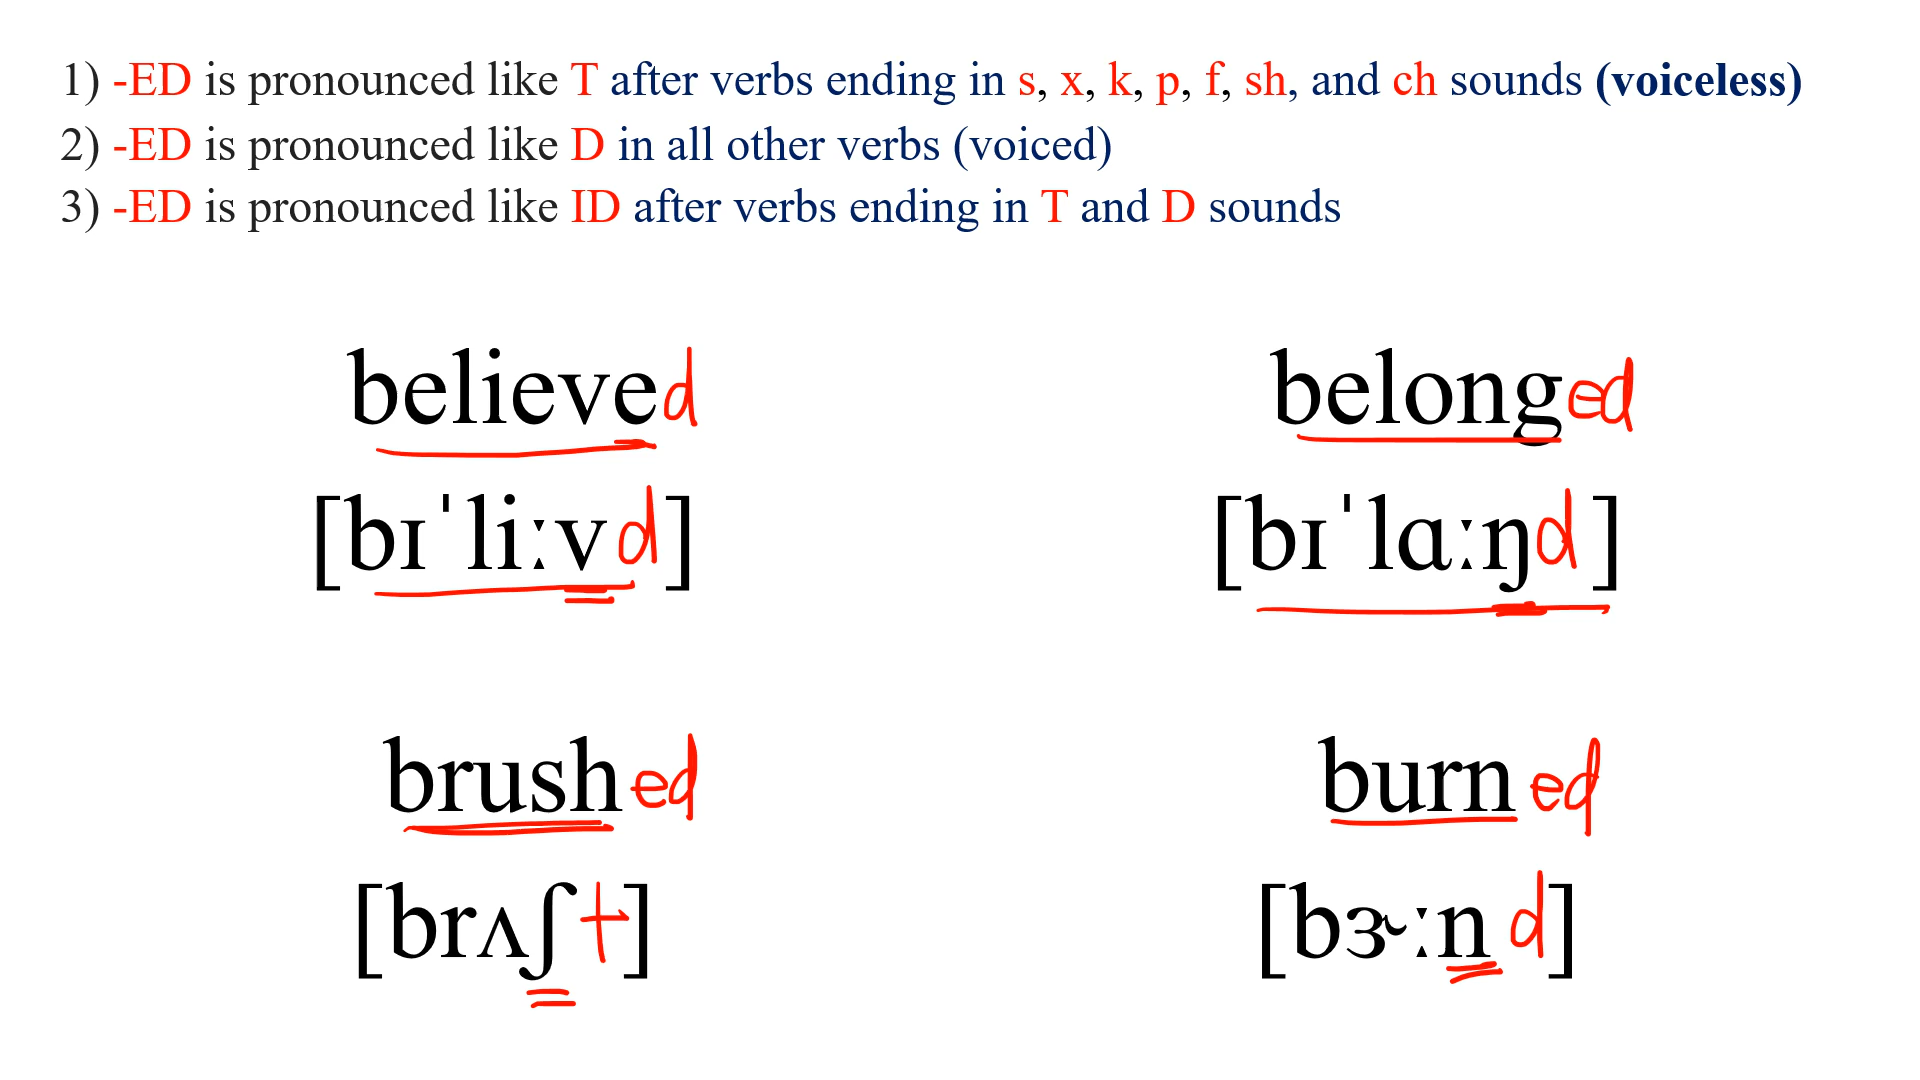 1) -ED is pronounced like T after verbs ending in s, x, k, p, f, sh, and ch sounds (voiceless)
2) -ED is pronounced like D in all other verbs (voiced)
3) -ED is pronounced like ID after verbs ending in T and D sounds
believed
belonged
[bɪˈliːvd]
[bɪˈlɑːŋd]
brushed
burned
[brʌʃt]
[bɝːnd]